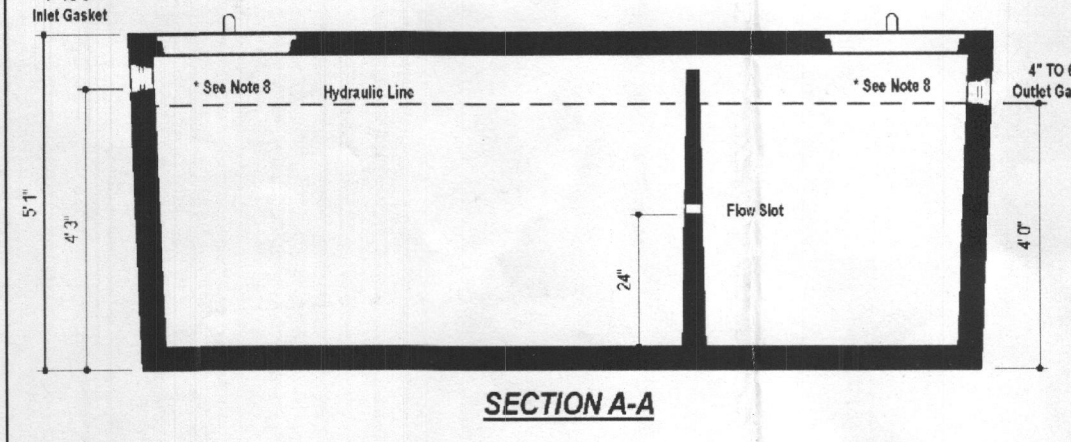 Inlet Gasket
* See Note 8
Hydraulic Line
* See Note 8
4" TO 6
Outlet Ga
5' 1"
4' 3"
24"
Flow Slot
4' 0"
SECTION A-A